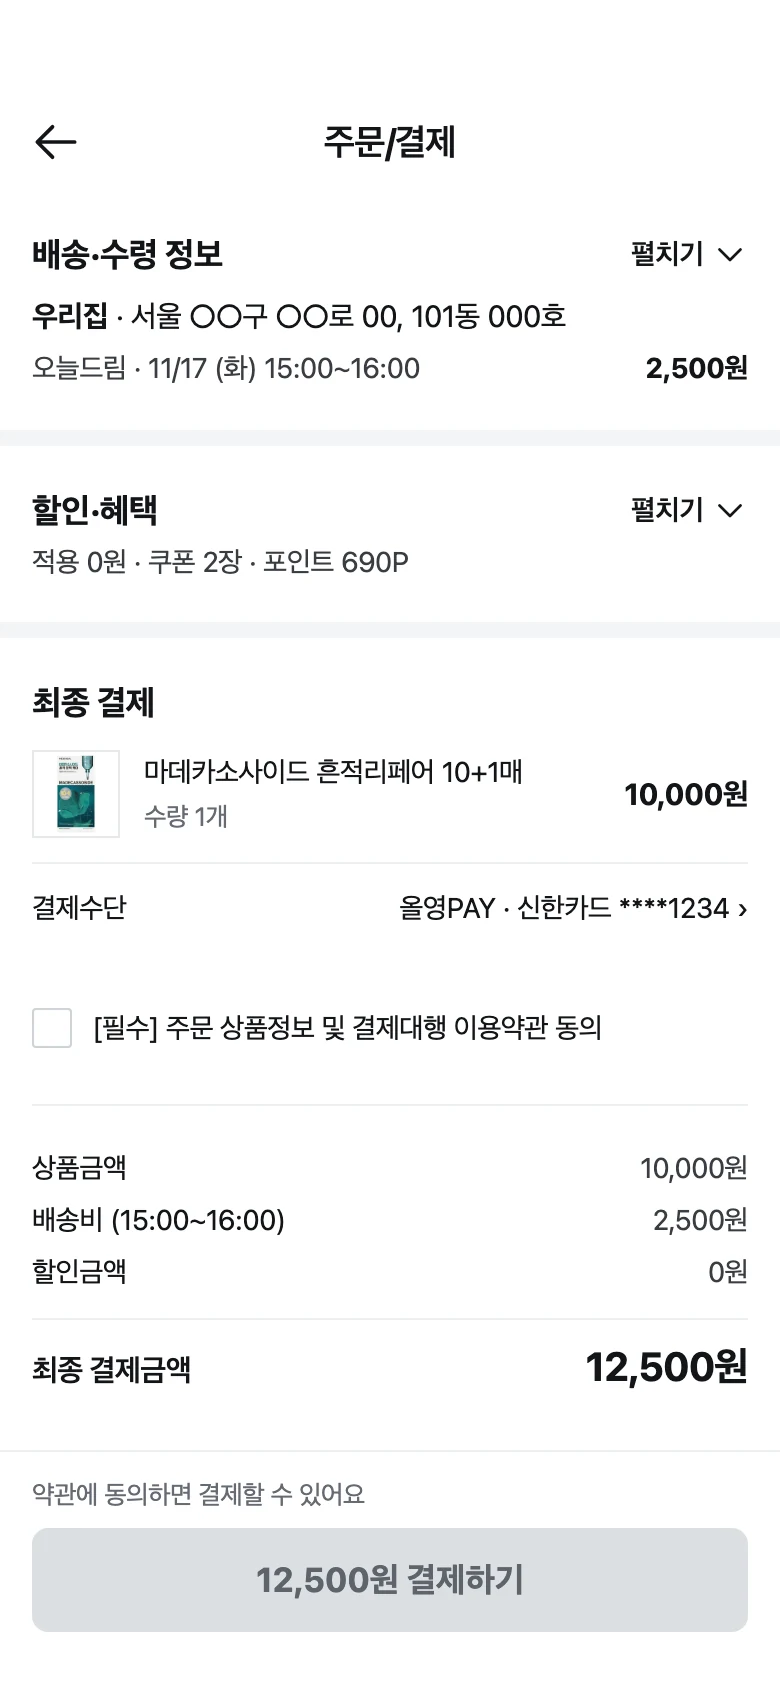 주문/결제
배송·수령 정보
펼치기
우리집 · 서울 〇〇구 〇〇로 00, 101동 000호
오늘드림 · 11/17 (화) 15:00~16:00
2,500원
할인·혜택
펼치기
적용 0원 · 쿠폰 2장 · 포인트 690P
최종 결제
마데카소사이드 흔적리페어 10+1매
수량 1개
10,000원
결제수단
올영PAY · 신한카드 ****1234 ›
[필수] 주문 상품정보 및 결제대행 이용약관 동의
상품금액
10,000원
배송비 (15:00~16:00)
2,500원
할인금액
0원
최종 결제금액
12,500원
약관에 동의하면 결제할 수 있어요
12,500원 결제하기